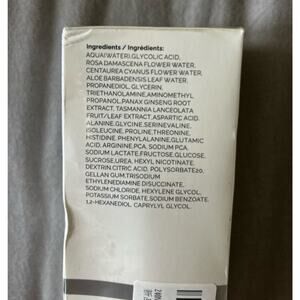 Ingredients / Ingrédients:
AQUA(WATER),GLYCOLIC ACID,
ROSA DAMASCENA FLOWER WATER,
CENTAUREA CYANUS FLOWER WATER,
ALOE BARBADENSIS LEAF WATER,
PROPANEDIOL, GLYCERIN,
TRIETHANOLAMINE,AMINOMETHYL
PROPANOL,PANAX GINSENG ROOT
EXTRACT, TASMANNIA LANCEOLATA
FRUIT/LEAF EXTRACT,ASPARTIC ACID,
ALANINE,GLYCINE,SERINE,VALINE,
ISOLEUCINE, PROLINE,THREONINE,
HISTIDINE, PHENYLALANINE,GLUTAMIC
ACID, ARGININE,PCA, SODIUM PCA,
SODIUM LACTATE,FRUCTOSE,GLUCOSE,
SUCROSE,UREA, HEXYL NICOTINATE,
DEXTRIN,CITRIC ACID, POLYSORBATE20,
GELLAN GUM,TRISODIUM
ETHYLENEDIAMINE DISUCCINATE,
SODIUM CHLORIDE, HEXYLENE GLYCOL,
POTASSIUM SORBATE,SODIUM BENZOATE,
1,2-HEXANEDIOL, CAPRYLYL GLYCOL.